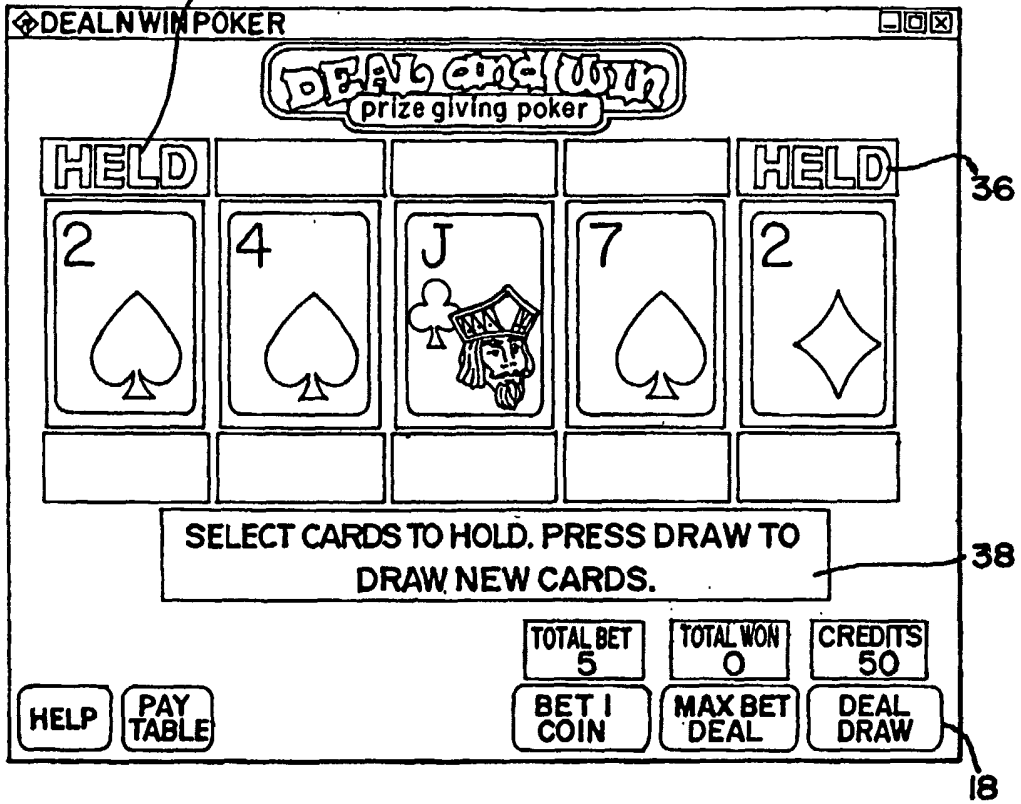 DEALNWINPOKER
DEAL and Win
prize giving poker
HELD HELD
36
2 4 J 7 2
SELECT CARDS TO HOLD. PRESS DRAW TO
DRAW NEW CARDS.
38
TOTAL BET TOTAL WON CREDITS
5 0 50
HELP PAY TABLE BET 1 COIN MAX BET DEAL DEAL DRAW
18